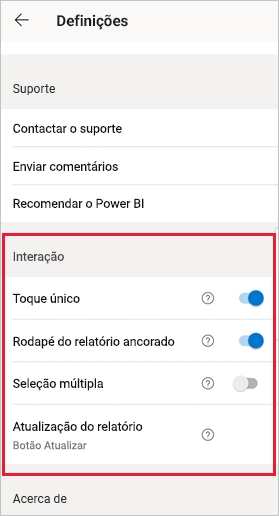 Definições
Suporte
Contactar o suporte
Enviar comentários
Recomendar o Power BI
Interação
Toque único
Rodapé do relatório ancorado
Seleção múltipla
Atualização do relatório
Botão Atualizar
Acerca de